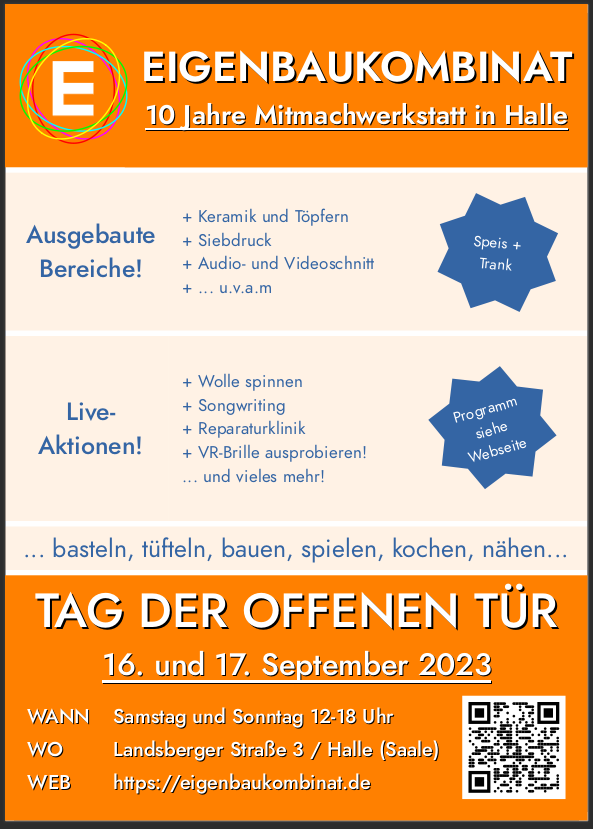 E
EIGENBAUKOMBINAT
10 Jahre Mitmachwerkstatt in Halle
Ausgebaute
Bereiche!
+ Keramik und Töpfern
+ Siebdruck
+ Audio- und Videoschnitt
+ ... u.v.a.m
Speis +
Trank
Live-
Aktionen!
+ Wolle spinnen
+ Songwriting
+ Reparaturklinik
+ VR-Brille ausprobieren!
... und vieles mehr!
Programm
siehe
Webseite
... basteln, tüfteln, bauen, spielen, kochen, nähen...
TAG DER OFFENEN TÜR
16. und 17. September 2023
WANN Samstag und Sonntag 12-18 Uhr
WO Landsberger Straße 3 / Halle (Saale)
WEB https://eigenbaukombinat.de